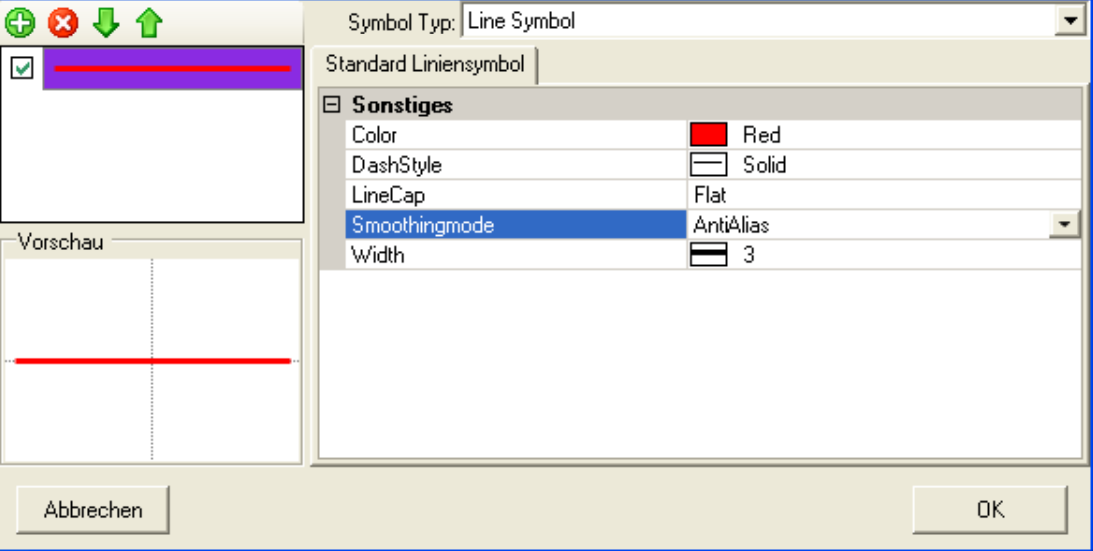 Symbol Typ: Line Symbol
Standard Liniensymbol
Sonstiges
Color Red
DashStyle Solid
LineCap Flat
Smoothingmode AntiAlias
Width 3
Vorschau
Abbrechen OK